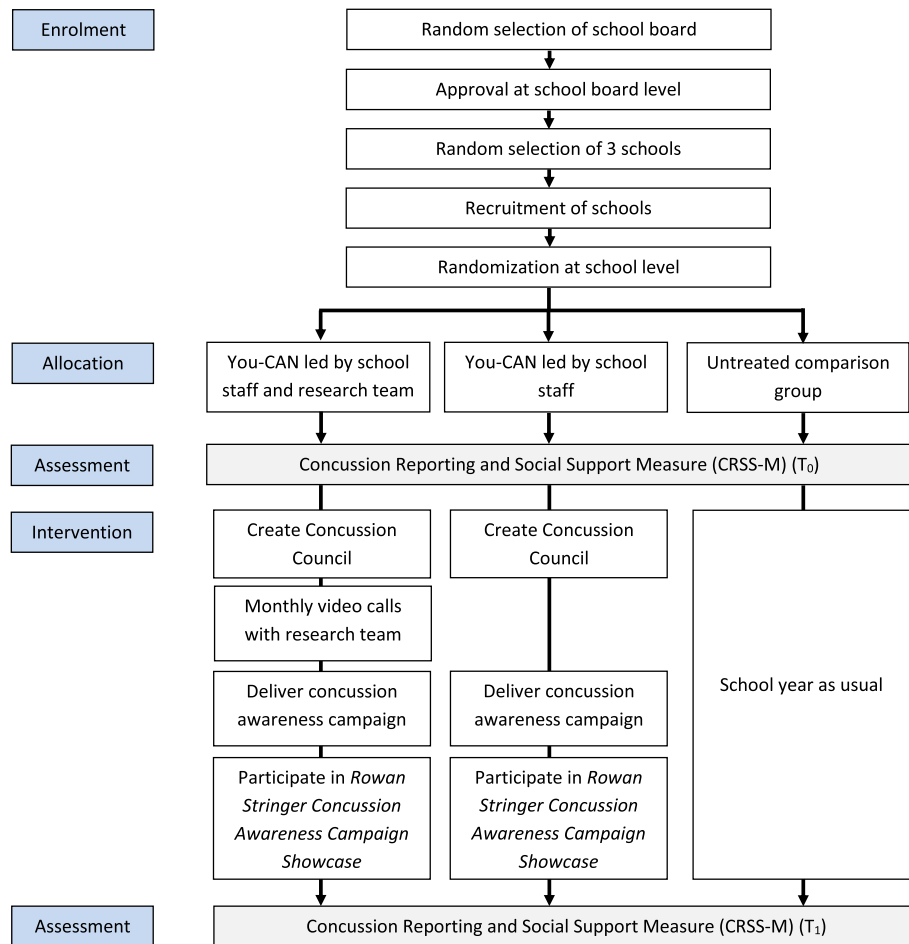 Enrolment
Random selection of school board
Approval at school board level
Random selection of 3 schools
Recruitment of schools
Randomization at school level
Allocation
You-CAN led by school
staff and research team
You-CAN led by school
staff
Untreated comparison
group
Assessment
Concussion Reporting and Social Support Measure (CRSS-M) (T₀)
Intervention
Create Concussion
Council
Monthly video calls
with research team
Deliver concussion
awareness campaign
Participate in Rowan
Stringer Concussion
Awareness Campaign
Showcase
Create Concussion
Council
Deliver concussion
awareness campaign
Participate in Rowan
Stringer Concussion
Awareness Campaign
Showcase
School year as usual
Assessment
Concussion Reporting and Social Support Measure (CRSS-M) (T₁)